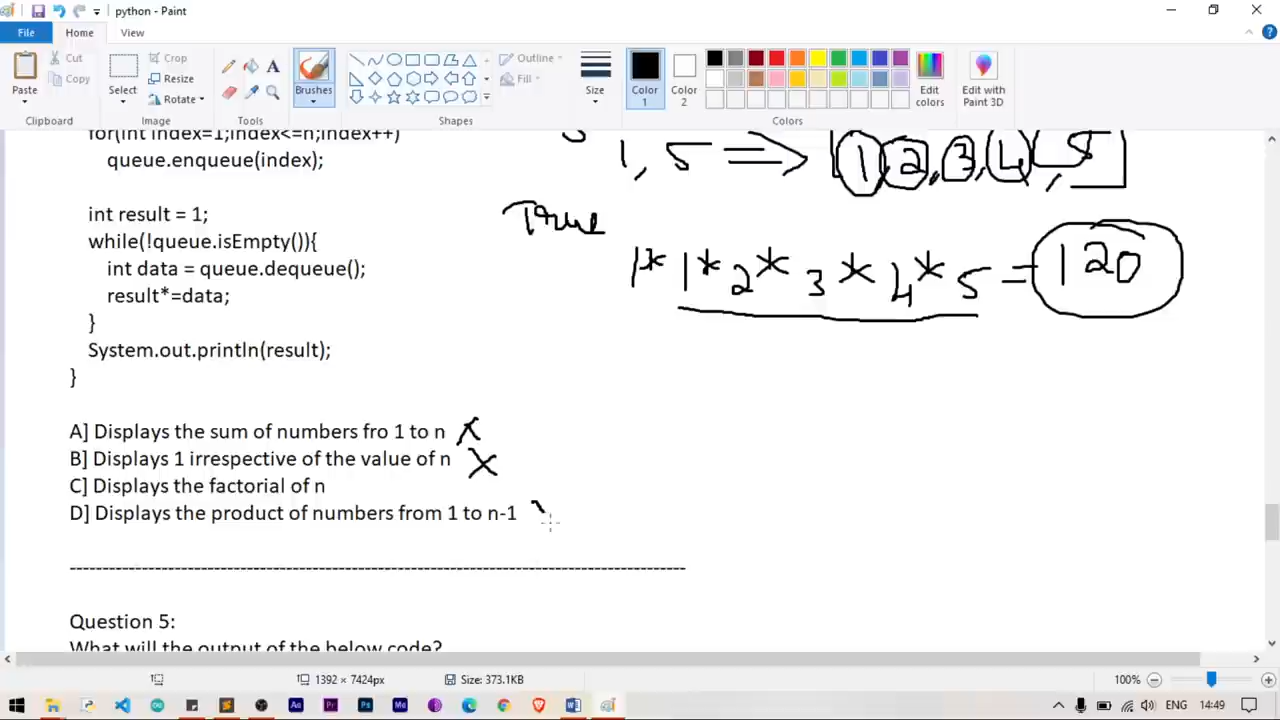 python - Paint
File
Home
View
Paste
Cut
Copy
Clipboard
Select
Crop
Resize
Rotate
Image
Tools
Brushes
Shapes
Outline
Fill
Size
Color 1
Color 2
Edit colors
Edit with Paint 3D
Colors
for(int index=1;index<=n;index++)
queue.enqueue(index);
1, 5 => [1, 2, 3, 4, 5]
True
int result = 1;
while(!queue.isEmpty()){
int data = queue.dequeue();
result*=data;
}
System.out.println(result);
}
1* 1* 2* 3* 4* 5 = 120
A] Displays the sum of numbers fro 1 to n X
B] Displays 1 irrespective of the value of n X
C] Displays the factorial of n
D] Displays the product of numbers from 1 to n-1
--------------------------------------------------------------------------------------------
Question 5:
What will the output of the below code?
1392 × 7424px
Size: 373.1KB
100%
Ae Pr Ps Me
ENG
14:49